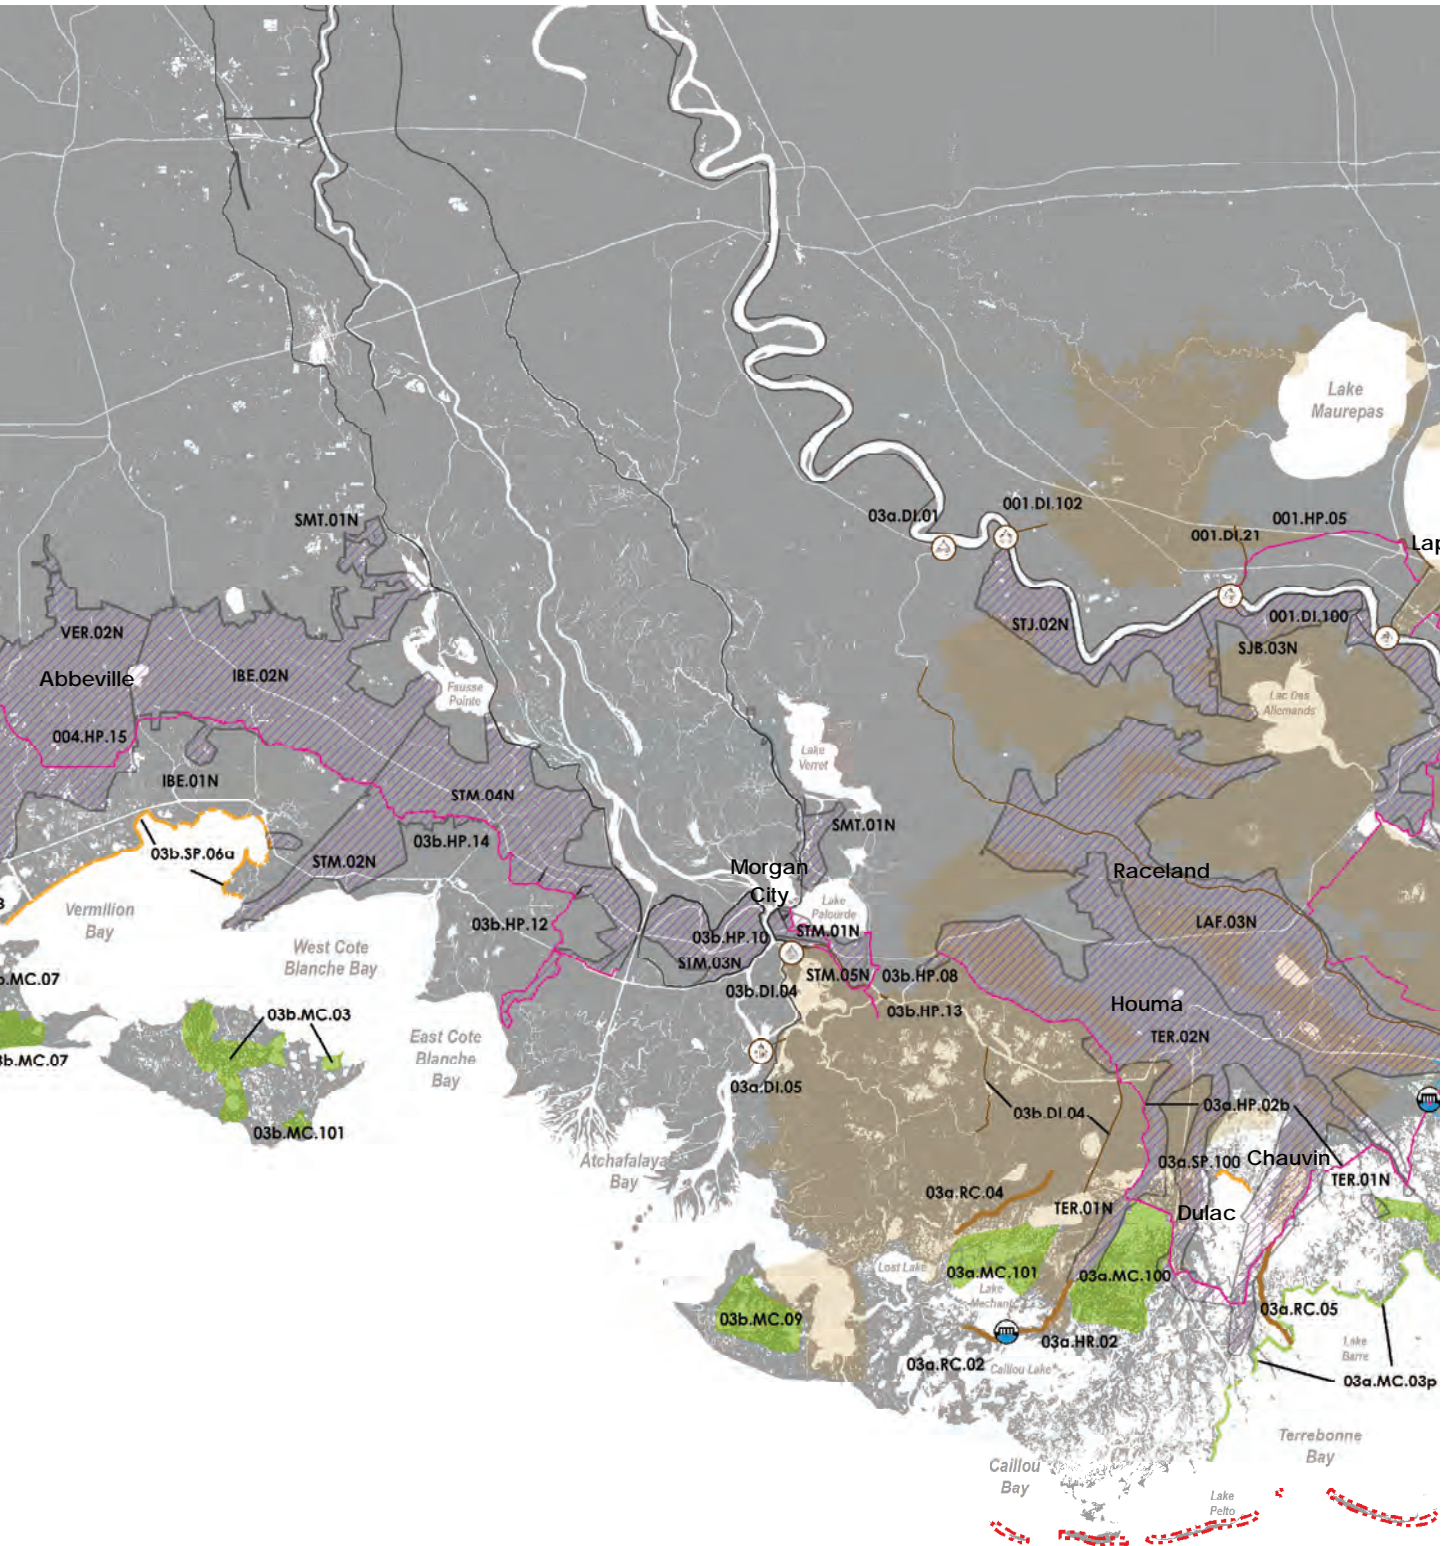 Lake
Maurepas
03a.DI.01
001.DI.102
001.DI.21
001.HP.05
Lap
SMT.01N
VER.02N
Abbeville
IBE.02N
Fausse
Pointe
STJ.02N
001.DI.100
SJB.03N
Lac Des
Allemands
004.HP.15
IBE.01N
STM.04N
Lake
Verret
03b.HP.14
SMT.01N
03b.SP.06a
STM.02N
Morgan
City
Raceland
Lake
Palourde
LAF.03N
Vermilion
Bay
03b.HP.12
03b.HP.10
STM.01N
West Cote
Blanche Bay
STM.03N
STM.05N
03b.HP.08
b.MC.07
03b.DI.04
Houma
03b.HP.13
03b.MC.03
East Cote
Blanche
Bay
TER.02N
3b.MC.07
03a.DI.05
03b.DI.04
03a.HP.02b
03b.MC.101
Atchafalaya
Bay
03a.SP.100
Chauvin
TER.01N
03a.RC.04
TER.01N
Dulac
Lost Lake
03a.MC.101
03a.MC.100
Lake
Mechant
03a.RC.05
03b.MC.09
03a.HR.02
Lake
Barre
03a.RC.02
Caillou Lake
03a.MC.03p
Terrebonne
Bay
Caillou
Bay
Lake
Pelto